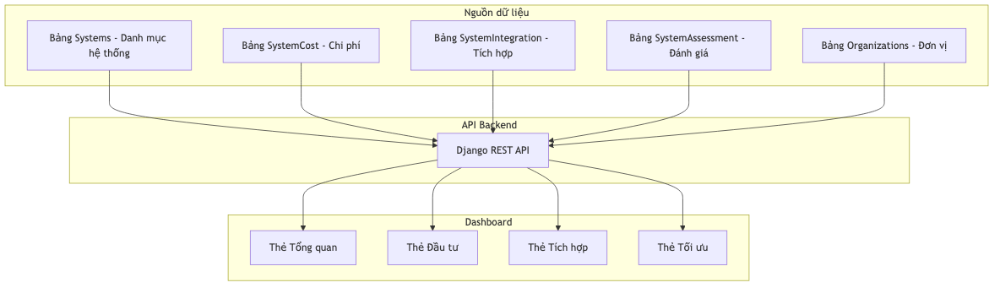 Nguồn dữ liệu
Bảng Systems - Danh mục
hệ thống
Bảng SystemCost - Chi phí
Bảng SystemIntegration -
Tích hợp
Bảng SystemAssessment -
Đánh giá
Bảng Organizations - Đơn vị
API Backend
Django REST API
Dashboard
Thẻ Tổng quan
Thẻ Đầu tư
Thẻ Tích hợp
Thẻ Tối ưu